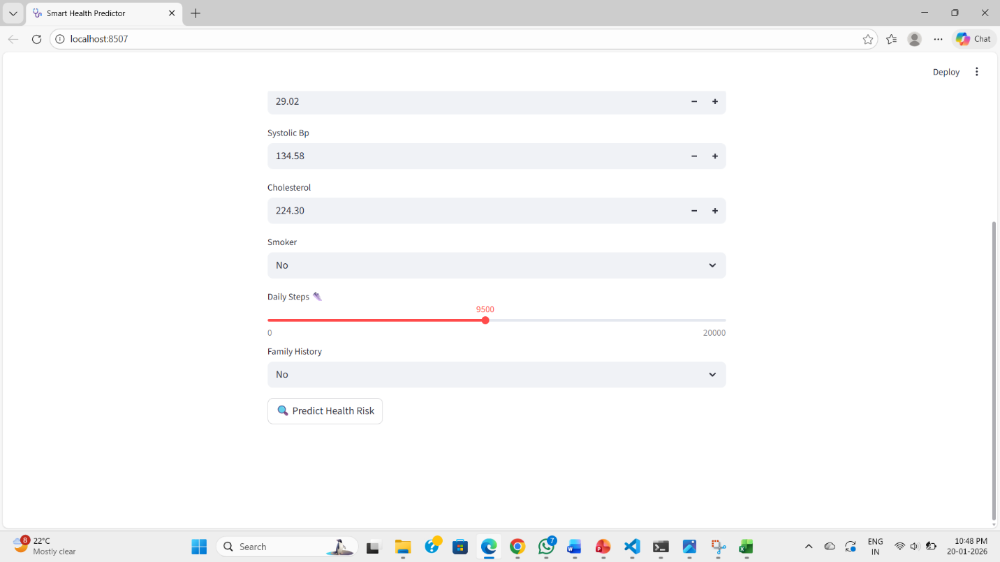 Smart Health Predictor
localhost:8507
Chat
Deploy
29.02
Systolic Bp
134.58
Cholesterol
224.30
Smoker
No
Daily Steps
9500
0
20000
Family History
No
Predict Health Risk
8
22°C
Mostly clear
Search
7
ENG
IN
10:48 PM
20-01-2026